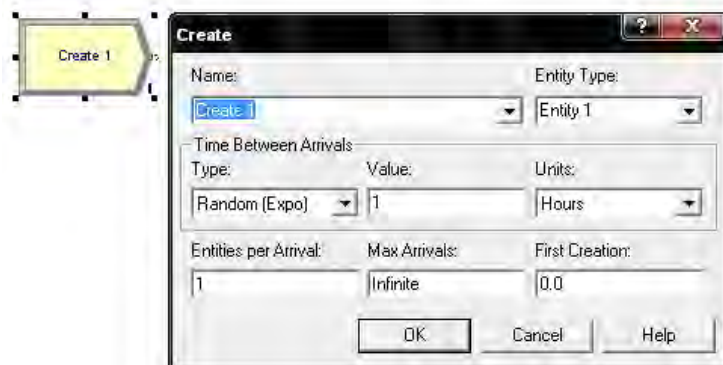 Create 1
Create
?
Name:
Entity Type:
Create 1
Entity 1
Time Between Arrivals
Type:
Value:
Units:
Random (Expo)
1
Hours
Entities per Arrival:
Max Arrivals:
First Creation:
1
Infinite
0.0
OK
Cancel
Help